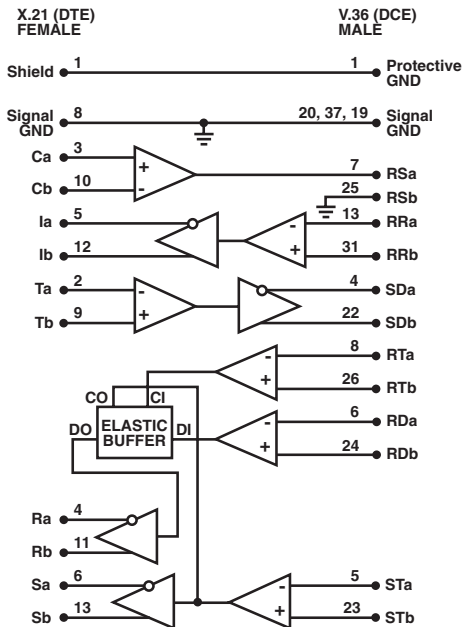 X.21 (DTE) V.36 (DCE)
FEMALE MALE
Shield 1 1 Protective
GND
Signal 8 20, 37, 19 Signal
GND GND
Ca 3 + 7 RSa
Cb 10 - 25 RSb
Ia 5 - 13 RRa
Ib 12 + 31 RRb
Ta 2 - 4 SDa
Tb 9 + 22 SDb
- 8 RTa
+ 26 RTb
CO CI
DO ELASTIC DI - 6 RDa
BUFFER + 24 RDb
Ra 4
Rb 11
Sa 6 - 5 STa
Sb 13 + 23 STb